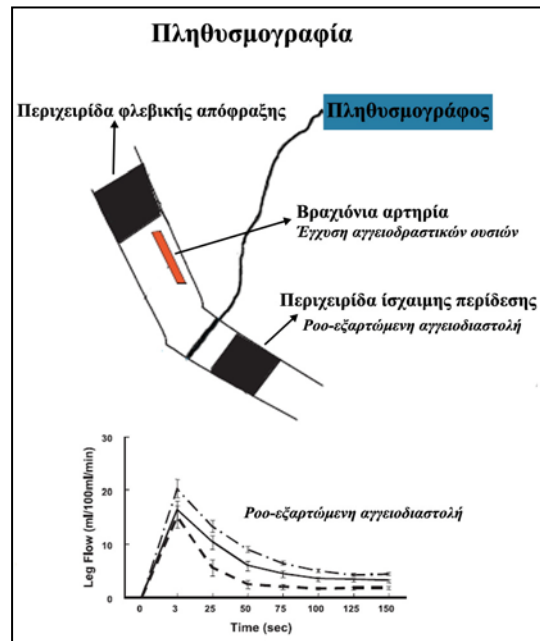 Πληθυσμογραφία
Περιχειρίδα φλεβικής απόφραξης
Πληθυσμογράφος
Βραχιόνια αρτηρία
Έγχυση αγγειοδραστικών ουσιών
Περιχειρίδα ίσχαιμης περίδεσης
Ροο-εξαρτώμενη αγγειοδιαστολή
30
20
10
0
Leg Flow (ml/100ml/min)
Ροο-εξαρτώμενη αγγειοδιαστολή
0 3 25 50 75 100 125 150
Time (sec)